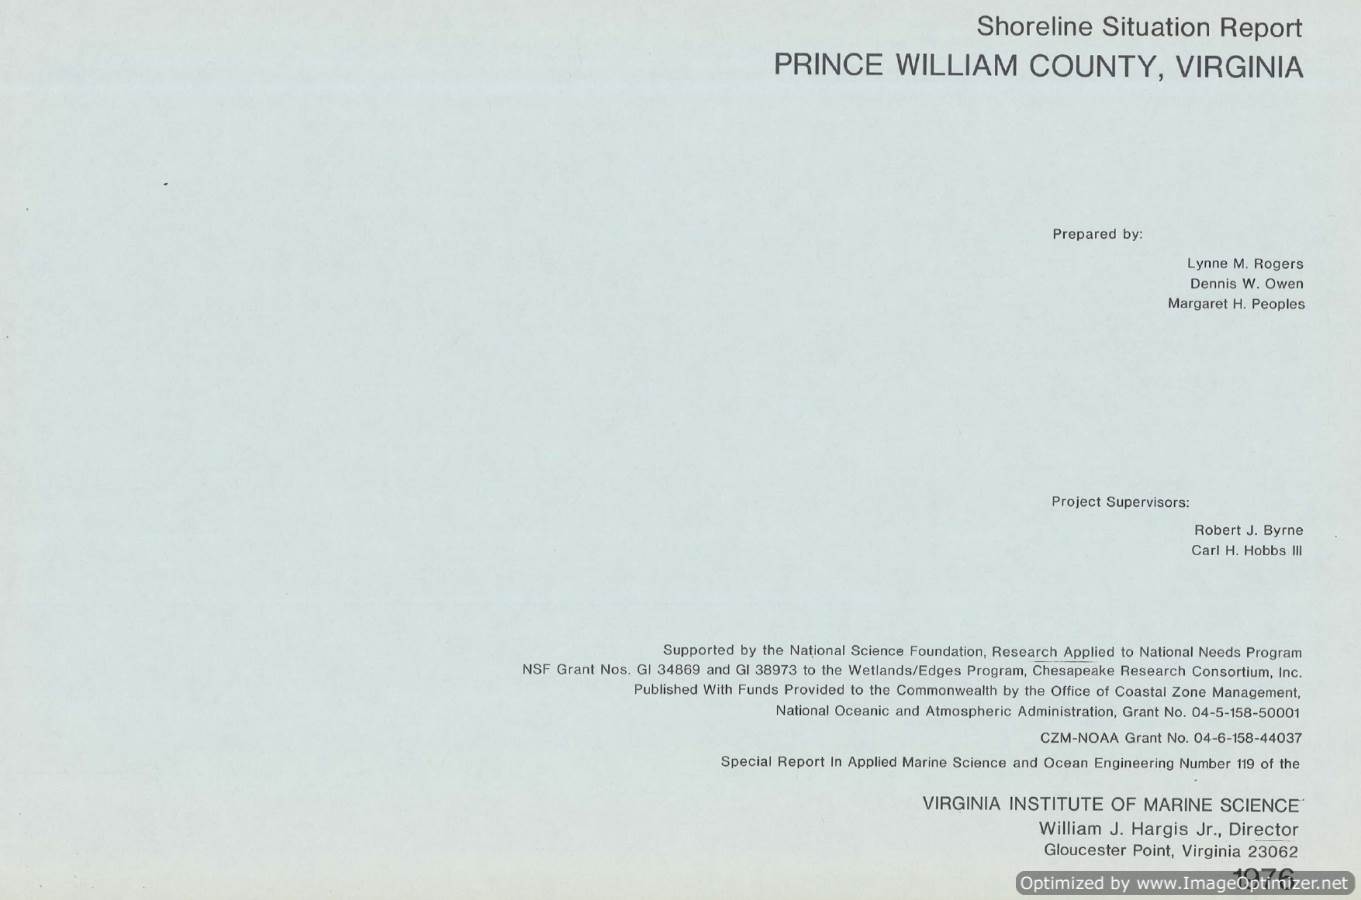 Shoreline Situation Report
PRINCE WILLIAM COUNTY, VIRGINIA
Prepared by:
Lynne M. Rogers
Dennis W. Owen
Margaret H. Peoples
Project Supervisors:
Robert J. Byrne
Carl H. Hobbs III
Supported by the National Science Foundation, Research Applied to National Needs Program
NSF Grant Nos. GI 34869 and GI 38973 to the Wetlands/Edges Program, Chesapeake Research Consortium, Inc.
Published With Funds Provided to the Commonwealth by the Office of Coastal Zone Management,
National Oceanic and Atmospheric Administration, Grant No. 04-5-158-50001
CZM-NOAA Grant No. 04-6-158-44037
Special Report In Applied Marine Science and Ocean Engineering Number 119 of the
VIRGINIA INSTITUTE OF MARINE SCIENCE
William J. Hargis Jr., Director
Gloucester Point, Virginia 23062
1976
Optimized by www.ImageOptimizer.net